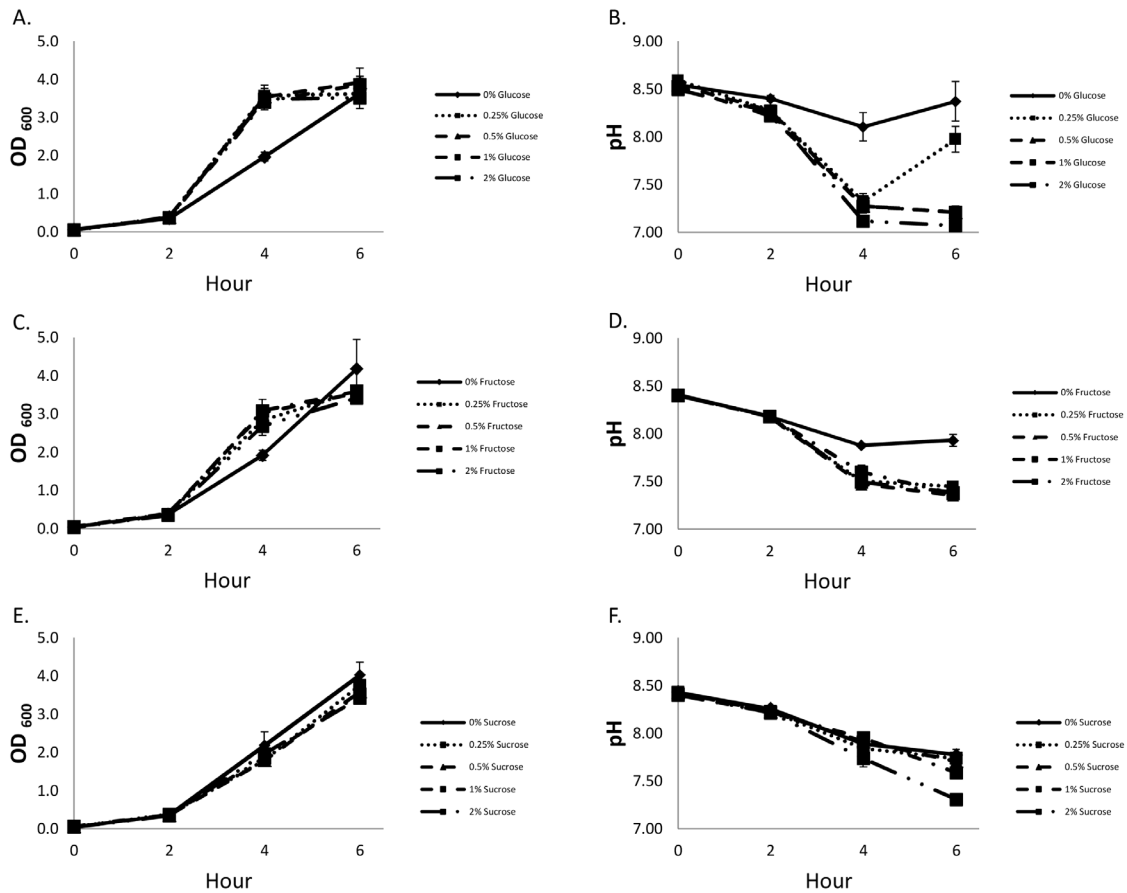 A.
5.0
4.0
3.0
2.0
1.0
0.0
OD 600
0 2 4 6
Hour
0% Glucose
0.25% Glucose
0.5% Glucose
1% Glucose
2% Glucose
B.
9.00
8.50
8.00
7.50
7.00
pH
0 2 4 6
Hour
0% Glucose
0.25% Glucose
0.5% Glucose
1% Glucose
2% Glucose
C.
5.0
4.0
3.0
2.0
1.0
0.0
OD 600
0 2 4 6
Hour
0% Fructose
0.25% Fructose
0.5% Fructose
1% Fructose
2% Fructose
D.
9.00
8.50
8.00
7.50
7.00
pH
0 2 4 6
Hour
0% Fructose
0.25% Fructose
0.5% Fructose
1% Fructose
2% Fructose
E.
5.0
4.0
3.0
2.0
1.0
0.0
OD 600
0 2 4 6
Hour
0% Sucrose
0.25% Sucrose
0.5% Sucrose
1% Sucrose
2% Sucrose
F.
9.00
8.50
8.00
7.50
7.00
pH
0 2 4 6
Hour
0% Sucrose
0.25% Sucrose
0.5% Sucrose
1% Sucrose
2% Sucrose